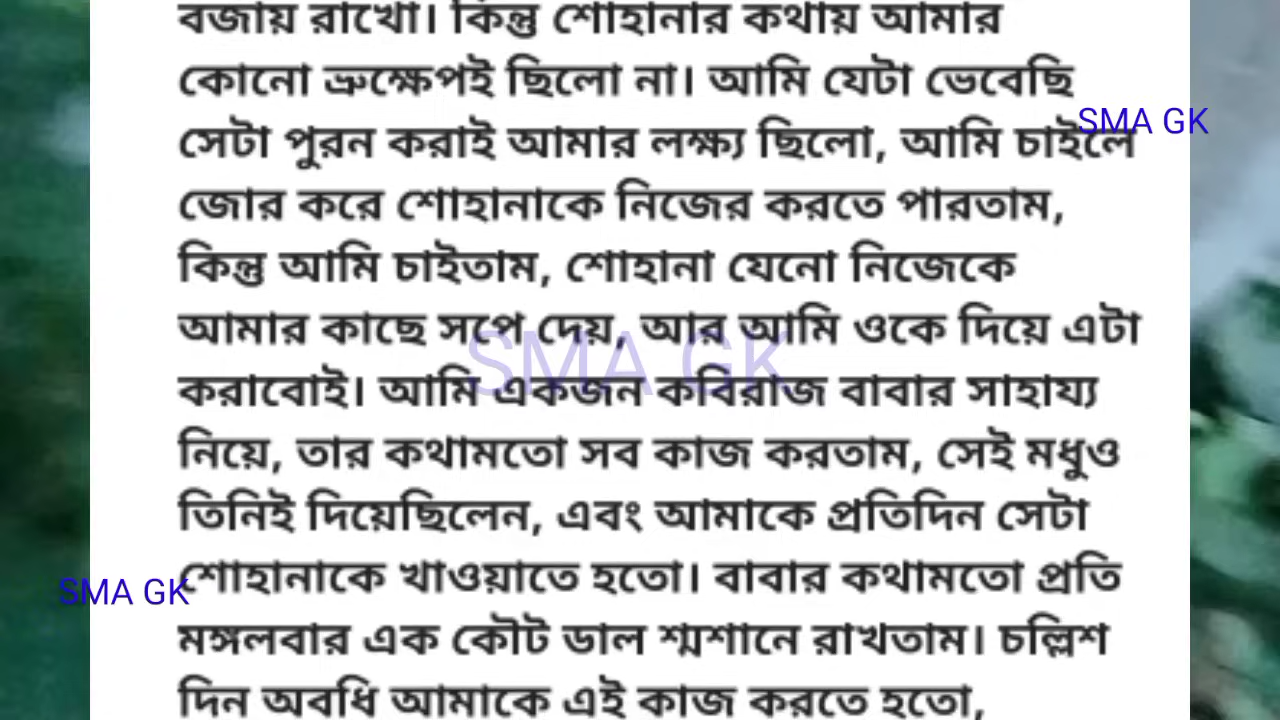 বজায় রাখো। কিন্তু শোহানার কথায় আমার
কোনো ভ্রুক্ষেপই ছিলো না। আমি যেটা ভেবেছি
SMA GK
সেটা পুরন করাই আমার লক্ষ্য ছিলো, আমি চাইলে
জোর করে শোহানাকে নিজের করতে পারতাম,
কিন্তু আমি চাইতাম, শোহানা যেনো নিজেকে
আমার কাছে সপে দেয়, আর আমি ওকে দিয়ে এটা
SMA GK
করাবোই। আমি একজন কবিরাজ বাবার সাহায্য
নিয়ে, তার কথামতো সব কাজ করতাম, সেই মধুও
তিনিই দিয়েছিলেন, এবং আমাকে প্রতিদিন সেটা
শোহানাকে খাওয়াতে হতো। বাবার কথামতো প্রতি
SMA GK
মঙ্গলবার এক কৌট ডাল শ্মশানে রাখতাম। চল্লিশ
দিন অবধি আমাকে এই কাজ করতে হতো,